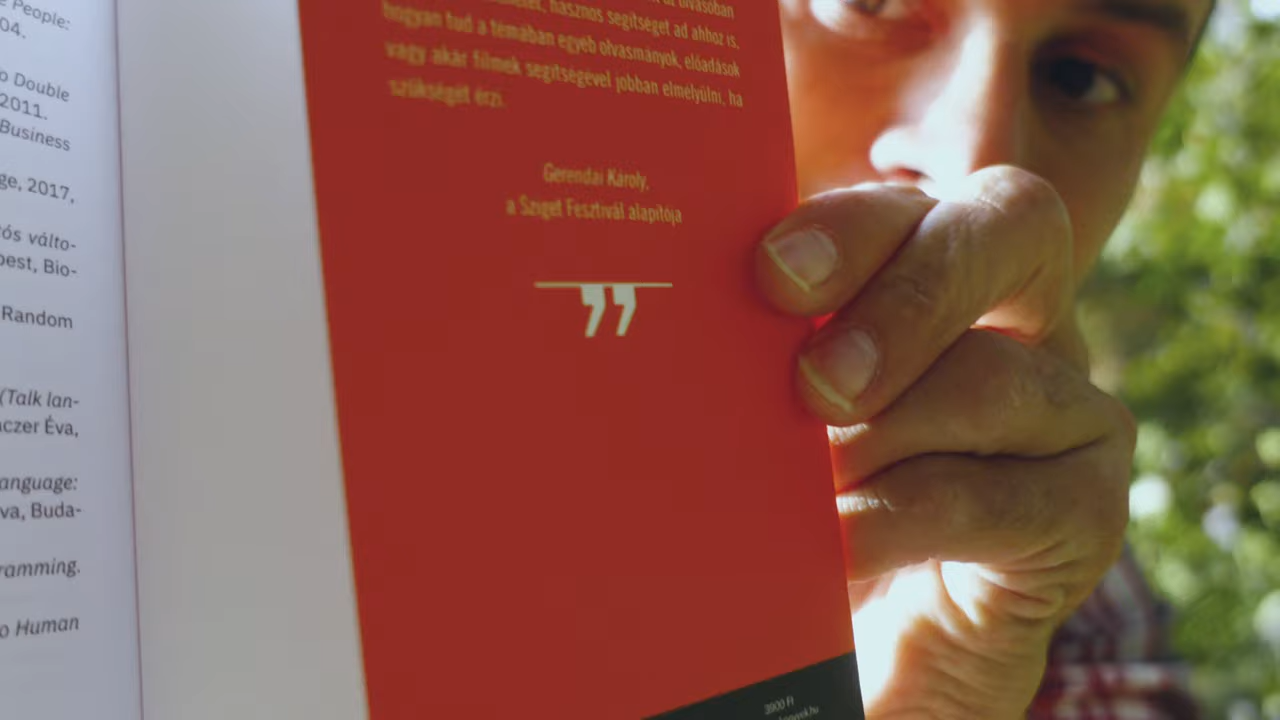 People:
04.
o Double
2011.
Business
ge, 2017,
ós válto-
pest, Bio-
Random
(Talk lan-
czer Éva,
anguage:
va, Buda-
ramming.
o Human
olvasóban
hasznos segítséget ad ahhoz is,
hogyan tud a témában egyéb olvasmányok, előadások
vagy akár filmek segítségével jobban elmélyülni, ha
szükségét érzi.
Gerendai Károly,
a Sziget Fesztivál alapítója
”
3900 Ft